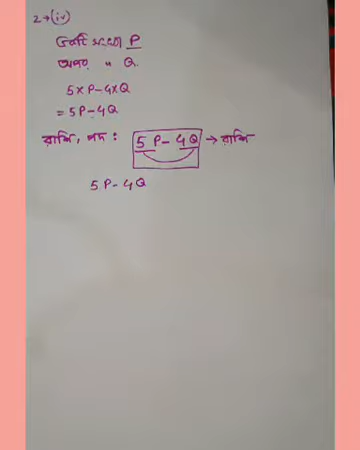 2→(iv)
একটি সংখ্যা P
অপর " Q.
5 × P - 4 × Q
= 5P - 4Q
রাশি, পদ : 5P - 4Q → রাশি
5P - 4Q